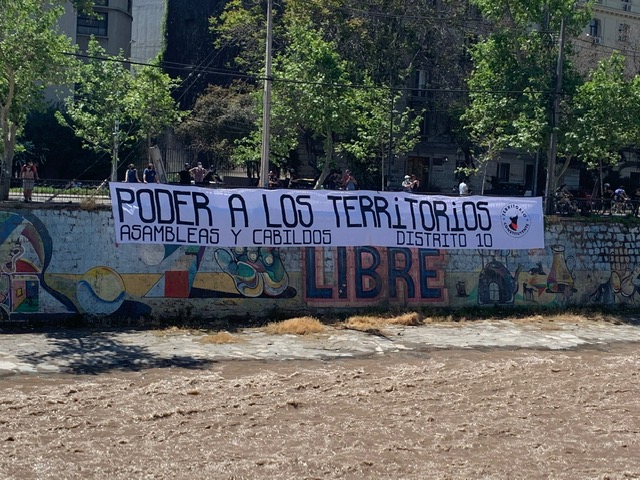 PODER A LOS TERRITORIOS
ASAMBLEAS Y CABILDOS DISTRITO 10
LIBRE